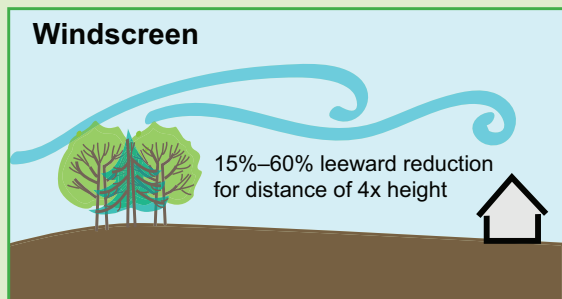 Windscreen
15%–60% leeward reduction
for distance of 4x height